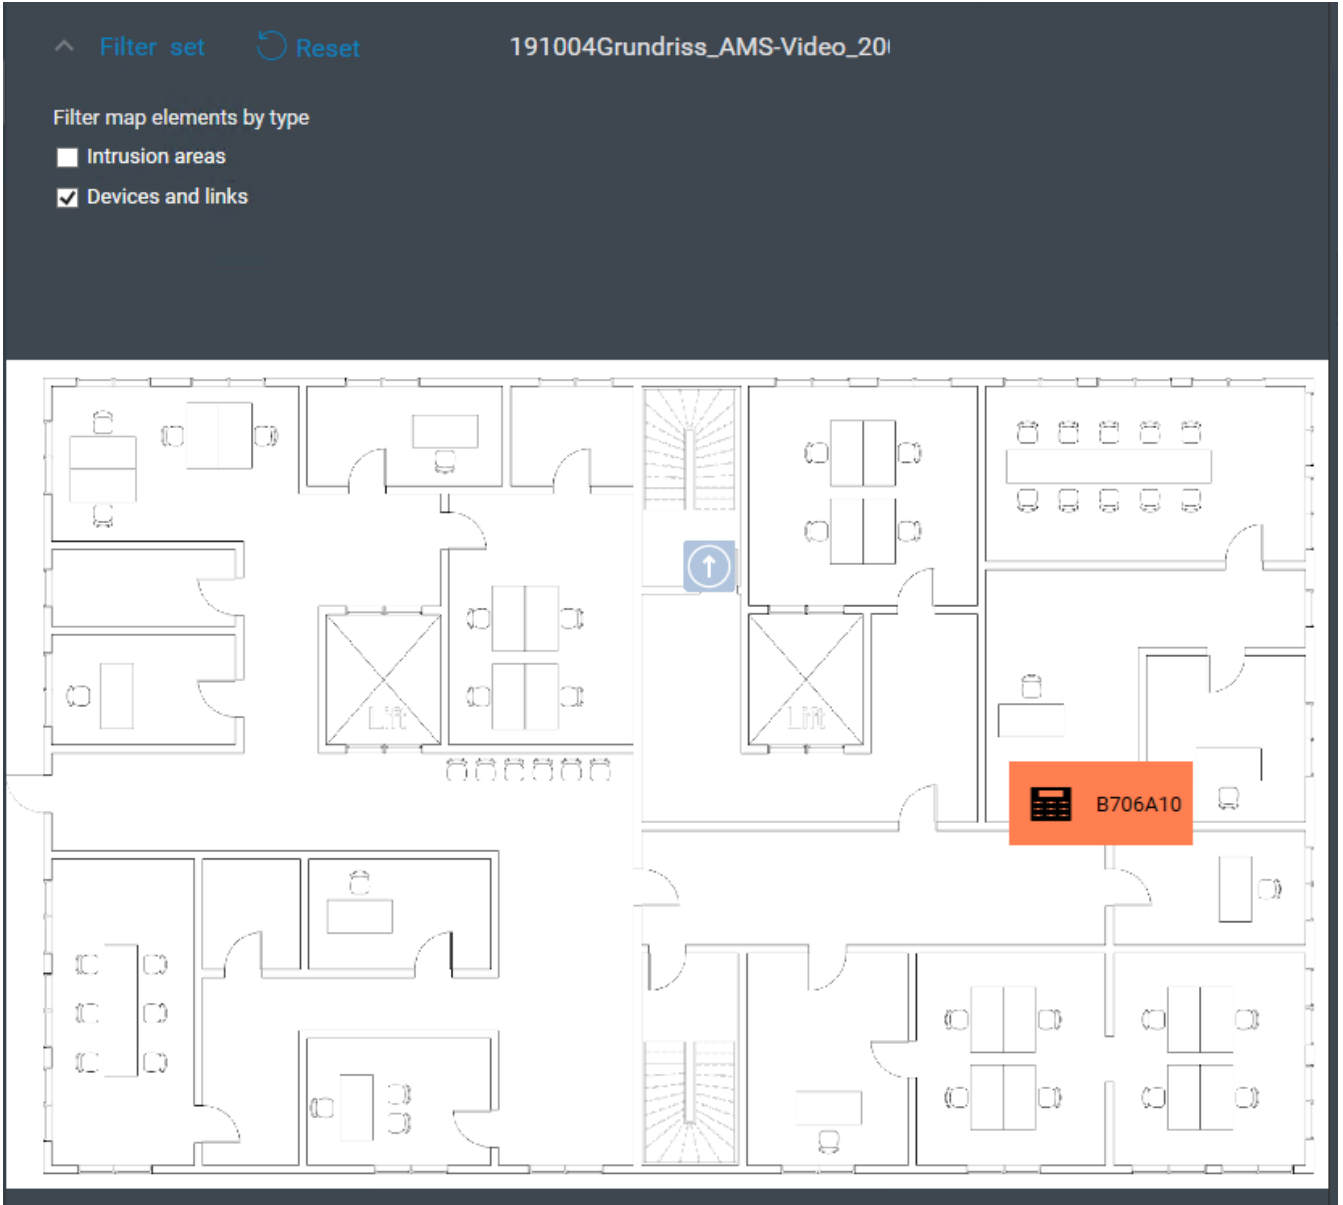 Filter set
Reset
191004Grundriss_AMS-Video_20
Filter map elements by type
Intrusion areas
Devices and links
Lift
Lift
B706A10